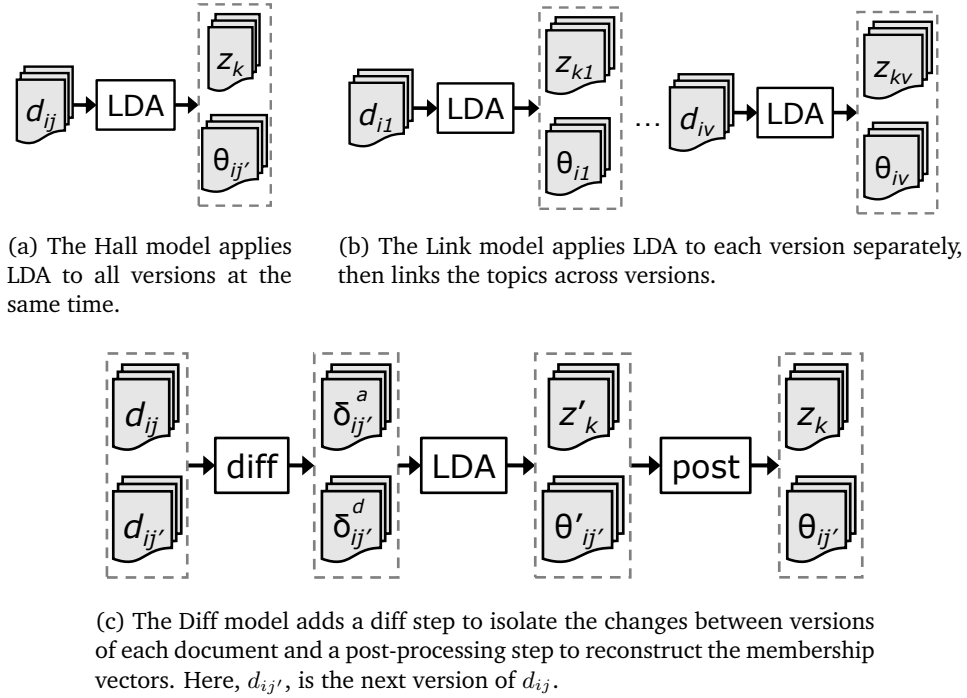 z_k
d_ij
LDA
θ_ij′
z_k1
d_i1
LDA
θ_i1
...
z_kv
d_iv
LDA
θ_iv
(a) The Hall model applies
LDA to all versions at the
same time.
(b) The Link model applies LDA to each version separately,
then links the topics across versions.
d_ij
d_ij′
diff
δ_ij′^a
δ_ij′^d
LDA
z′_k
θ′_ij′
post
z_k
θ_ij′
(c) The Diff model adds a diff step to isolate the changes between versions
of each document and a post-processing step to reconstruct the membership
vectors. Here, d_ij′, is the next version of d_ij.